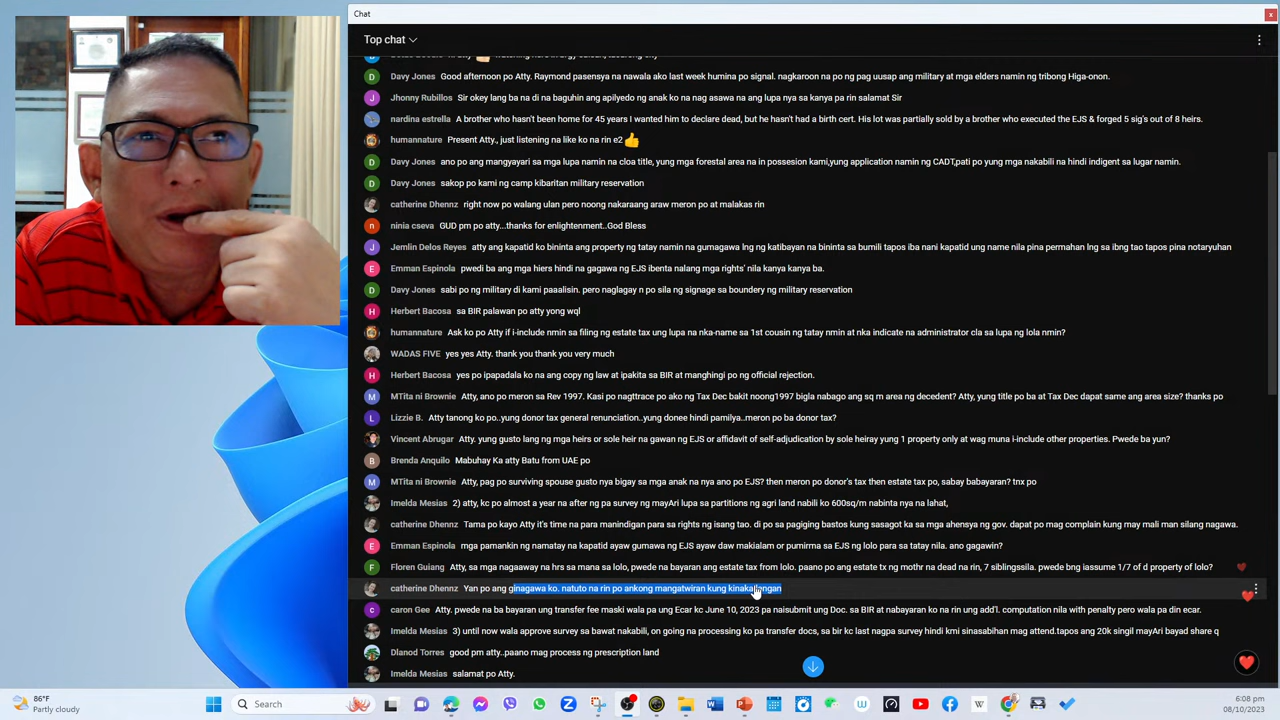 Chat
Top chat
Davy Jones Good afternoon po Atty. Raymond pasensya na nawala ako last week humina po signal. nagkaroon na po ng pag uusap ang military at mga elders namin ng tribong Higa-onon.
Jhonny Rubillos Sir okey lang ba na di na baguhin ang apilyedo ng anak ko na nag asawa na ang lupa nya sa kanya pa rin salamat Sir
nardina estrella A brother who hasn't been home for 45 years I wanted him to declare dead, but he hasn't had a birth cert. His lot was partially sold by a brother who executed the EJS & forged 5 sig's out of 8 heirs.
humannature Present Atty., just listening na like ko na rin e2👍
Davy Jones ano po ang mangyayari sa mga lupa namin na cloa title, yung mga forestal area na in possesion kami,yung application namin ng CADT,pati po yung mga nakabili na hindi indigent sa lugar namin.
Davy Jones sakop po kami ng camp kibaritan military reservation
catherine Dhennz right now po walang ulan pero noong nakaraang araw meron po at malakas rin
ninia cseva GUD pm po atty...thanks for enlightenment..God Bless
Jemlin Delos Reyes atty ang kapatid ko bininta ang property ng tatay namin na gumagawa lng ng katibayan na bininta sa bumili tapos iba nani kapatid ung name nila pina permahan lng sa ibng tao tapos pina notaryuhan
Emman Espinola pwedi ba ang mga hiers hindi na gagawa ng EJS ibenta nalang mga rights' nila kanya kanya ba.
Davy Jones sabi po ng military di kami paaalisin. pero naglagay n po sila ng signage sa boundery ng military reservation
Herbert Bacosa sa BIR palawan po atty yong wql
humannature Ask ko po Atty if i-include nmin sa filing ng estate tax ung lupa na nka-name sa 1st cousin ng tatay nmin at nka indicate na administrator cla sa lupa ng lola nmin?
WADAS FIVE yes yes Atty. thank you thank you very much
Herbert Bacosa yes po ipapadala ko na ang copy ng law at ipakita sa BIR at manghingi po ng official rejection.
MTita ni Brownie Atty, ano po meron sa Rev 1997. Kasi po nagttrace po ako ng Tax Dec bakit noong1997 bigla nabago ang sq m area ng decedent? Atty, yung title po ba at Tax Dec dapat same ang area size? thanks po
Lizzie B. Atty tanong ko po..yung donor tax general renunciation..yung donee hindi pamilya..meron po ba donor tax?
Vincent Abrugar Atty. yung gusto lang ng mga heirs or sole heir na gawan ng EJS or affidavit of self-adjudication by sole heiray yung 1 property only at wag muna i-include other properties. Pwede ba yun?
Brenda Anquilo Mabuhay Ka atty Batu from UAE po
MTita ni Brownie Atty, pag po surviving spouse gusto nya bigay sa mga anak na nya ano po EJS? then meron po donor's tax then estate tax po, sabay babayaran? tnx po
Imelda Mesias 2) atty, kc po almost a year na after ng pa survey ng mayAri lupa sa partitions ng agri land nabili ko 600sq/m nabinta nya na lahat,
catherine Dhennz Tama po kayo Atty it's time na para manindigan para sa rights ng isang tao. di po sa pagiging bastos kung sasagot ka sa mga ahensya ng gov. dapat po mag complain kung may mali man silang nagawa.
Emman Espinola mga pamankin ng namatay na kapatid ayaw gumawa ng EJS ayaw daw makialam or pumirma sa EJS ng lolo para sa tatay nila. ano gagawin?
Floren Guiang Atty, sa mga nagaaway na hrs sa mana sa lolo, pwede na bayaran ang estate tax from lolo. paano po ang estate tx ng mothr na dead na rin, 7 siblingssila. pwede bng iassume 1/7 of d property of lolo?
catherine Dhennz Yan po ang ginagawa ko. natuto na rin po ankong mangatwiran kung kinakailangan
caron Gee Atty. pwede na ba bayaran ung transfer fee maski wala pa ung Ecar kc June 10, 2023 pa naisubmit ung Doc. sa BIR at nabayaran ko na rin ung add'l. computation nila with penalty pero wala pa din ecar.
Imelda Mesias 3) until now wala approve survey sa bawat nakabili, on going na processing ko pa transfer docs, sa bir kc last nagpa survey hindi kmi sinasabihan mag attend.tapos ang 20k singil mayAri bayad share q
Dlanod Torres good pm atty..paano mag process ng prescription land
Imelda Mesias salamat po Atty.
86°F
Partly cloudy
Search
6:08 pm
08/10/2023